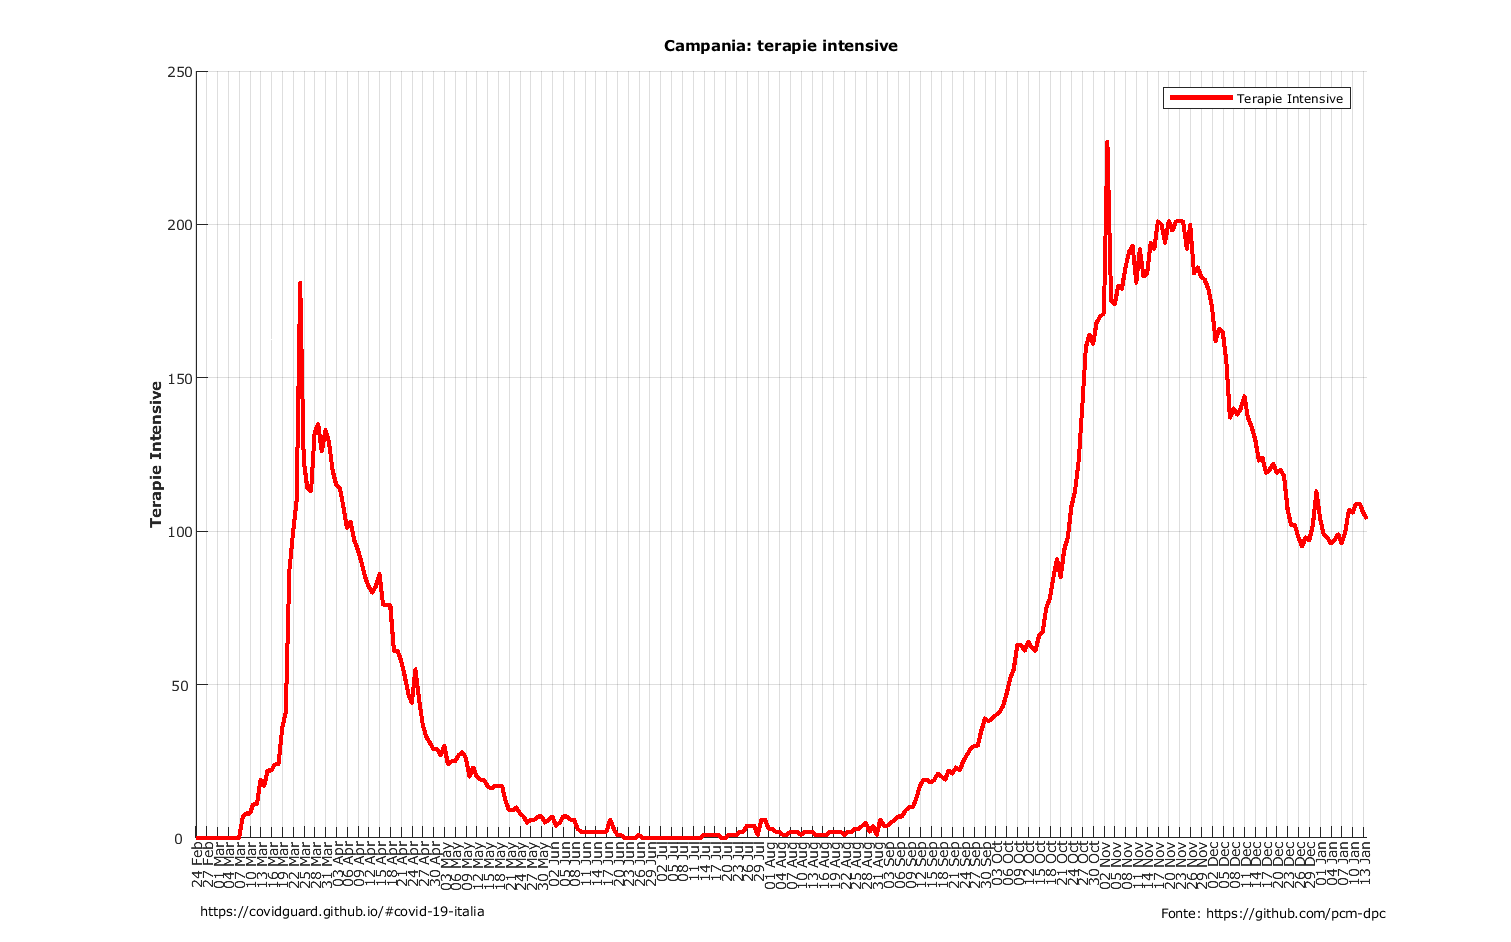 Campania: terapie intensive
Terapie Intensive
Terapie Intensive
250
200
150
100
50
0
24 Feb
27 Feb
01 Mar
04 Mar
07 Mar
10 Mar
13 Mar
16 Mar
19 Mar
22 Mar
25 Mar
28 Mar
31 Mar
03 Apr
06 Apr
09 Apr
12 Apr
15 Apr
18 Apr
21 Apr
24 Apr
27 Apr
30 Apr
03 May
06 May
09 May
12 May
15 May
18 May
21 May
24 May
27 May
30 May
02 Jun
05 Jun
08 Jun
11 Jun
14 Jun
17 Jun
20 Jun
23 Jun
26 Jun
29 Jun
02 Jul
05 Jul
08 Jul
11 Jul
14 Jul
17 Jul
20 Jul
23 Jul
26 Jul
29 Jul
01 Aug
04 Aug
07 Aug
10 Aug
13 Aug
16 Aug
19 Aug
22 Aug
25 Aug
28 Aug
31 Aug
03 Sep
06 Sep
09 Sep
12 Sep
15 Sep
18 Sep
21 Sep
24 Sep
27 Sep
30 Sep
03 Oct
06 Oct
09 Oct
12 Oct
15 Oct
18 Oct
21 Oct
24 Oct
27 Oct
30 Oct
02 Nov
05 Nov
08 Nov
11 Nov
14 Nov
17 Nov
20 Nov
23 Nov
26 Nov
29 Nov
02 Dec
05 Dec
08 Dec
11 Dec
14 Dec
17 Dec
20 Dec
23 Dec
26 Dec
29 Dec
01 Jan
04 Jan
07 Jan
10 Jan
13 Jan
https://covidguard.github.io/#covid-19-italia
Fonte: https://github.com/pcm-dpc